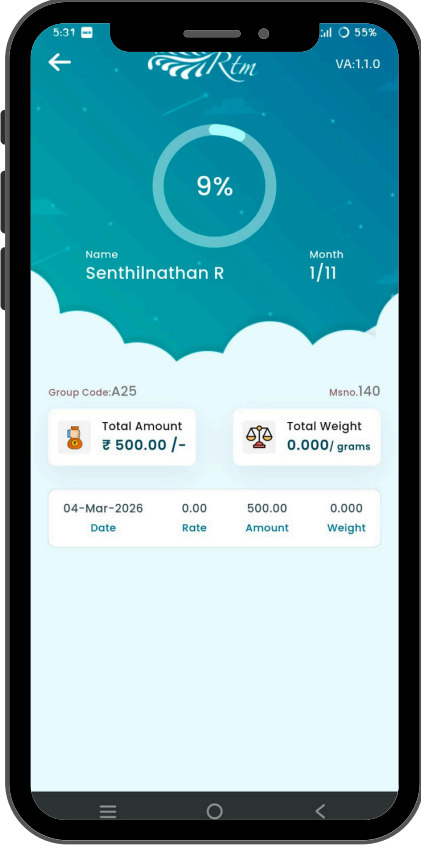 5:31 55%
Rtm VA:1.1.0
9%
Name Month
Senthilnathan R 1/11
Group Code:A25 Msno.140
Total Amount Total Weight
₹ 500.00 /- 0.000/ grams
04-Mar-2026 0.00 500.00 0.000
Date Rate Amount Weight